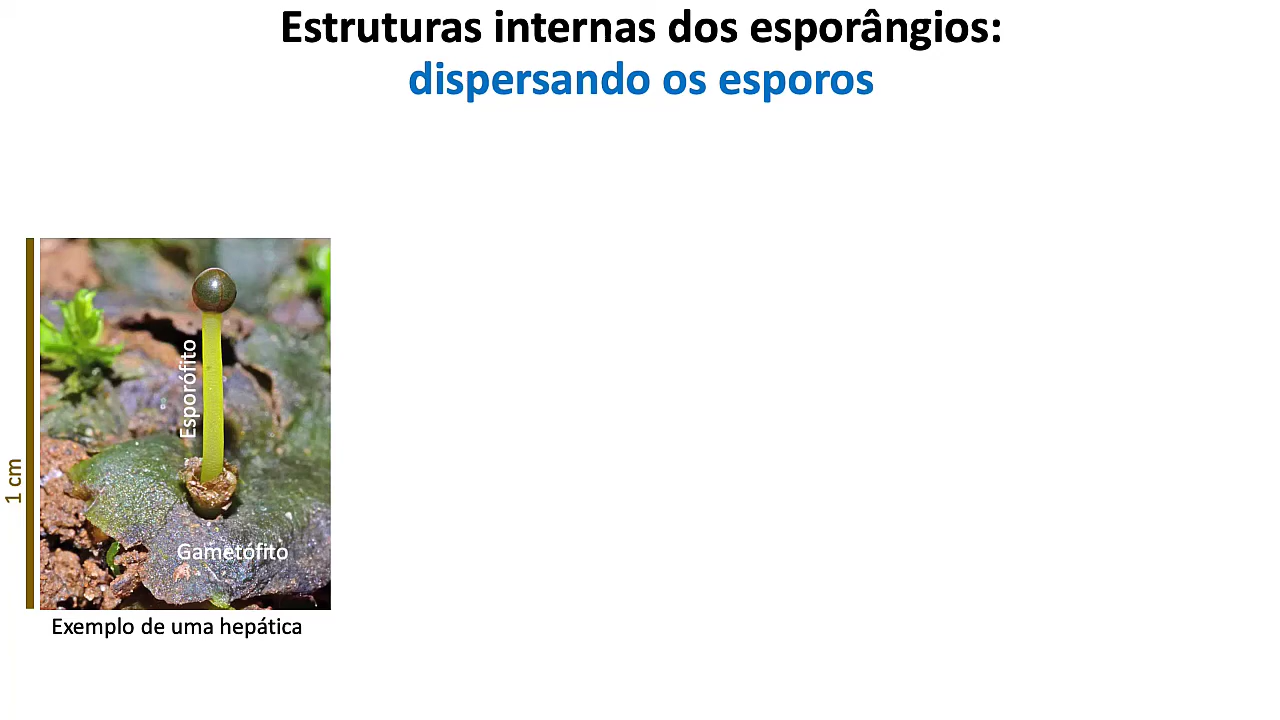 Estruturas internas dos esporângios:
dispersando os esporos
Esporófito
1 cm
Gametófito
Exemplo de uma hepática